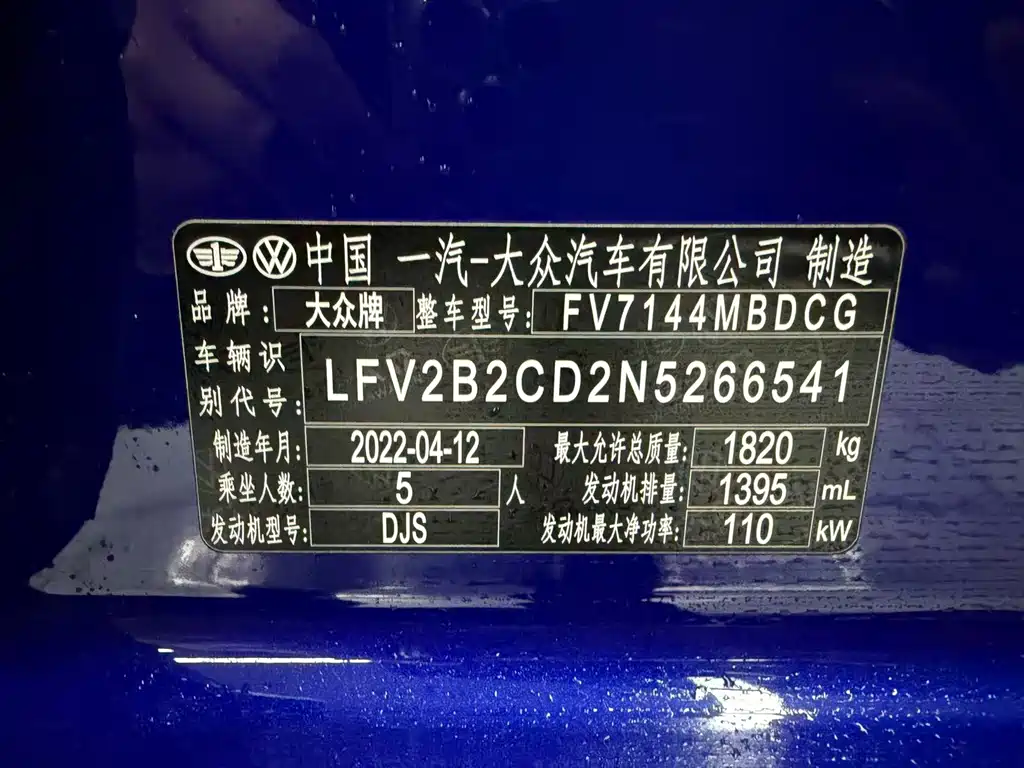 中国 一汽-大众汽车有限公司 制造
品牌: 大众牌 整车型号: FV7144MBDCG
车辆识别代号: LFV2B2CD2N5266541
制造年月: 2022-04-12 最大允许总质量: 1820 kg
乘坐人数: 5 人 发动机排量: 1395 mL
发动机型号: DJS 发动机最大净功率: 110 kW